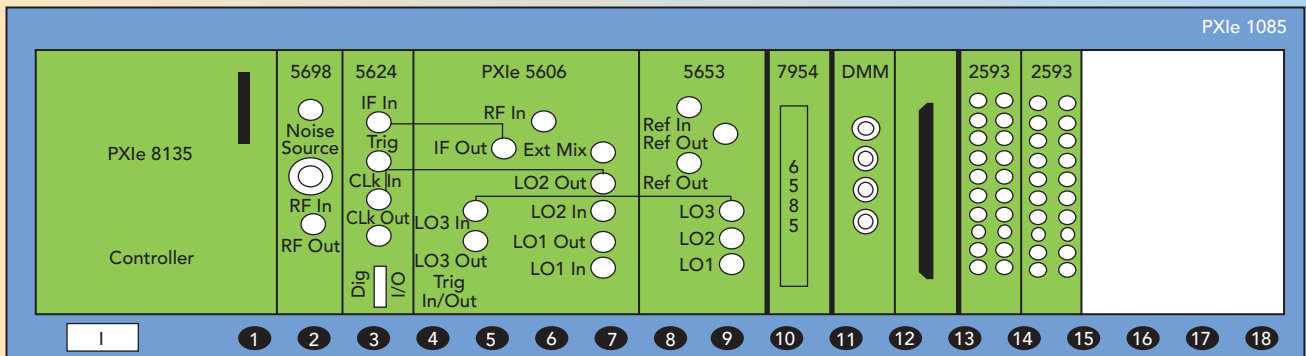 PXIe 1085
5698
5624
PXIe 5606
5653
7954
DMM
2593
2593
PXIe 8135
Controller
Noise
Source
RF In
RF Out
IF In
Trig
CLk In
CLk Out
Dig
I/O
RF In
IF Out
Ext Mix
LO2 Out
LO3 In
LO2 In
LO1 Out
LO3 Out
LO1 In
Trig
In/Out
Ref In
Ref Out
Ref Out
LO3
LO2
LO1
6
5
8
5
I
1
2
3
4
5
6
7
8
9
10
11
12
13
14
15
16
17
18